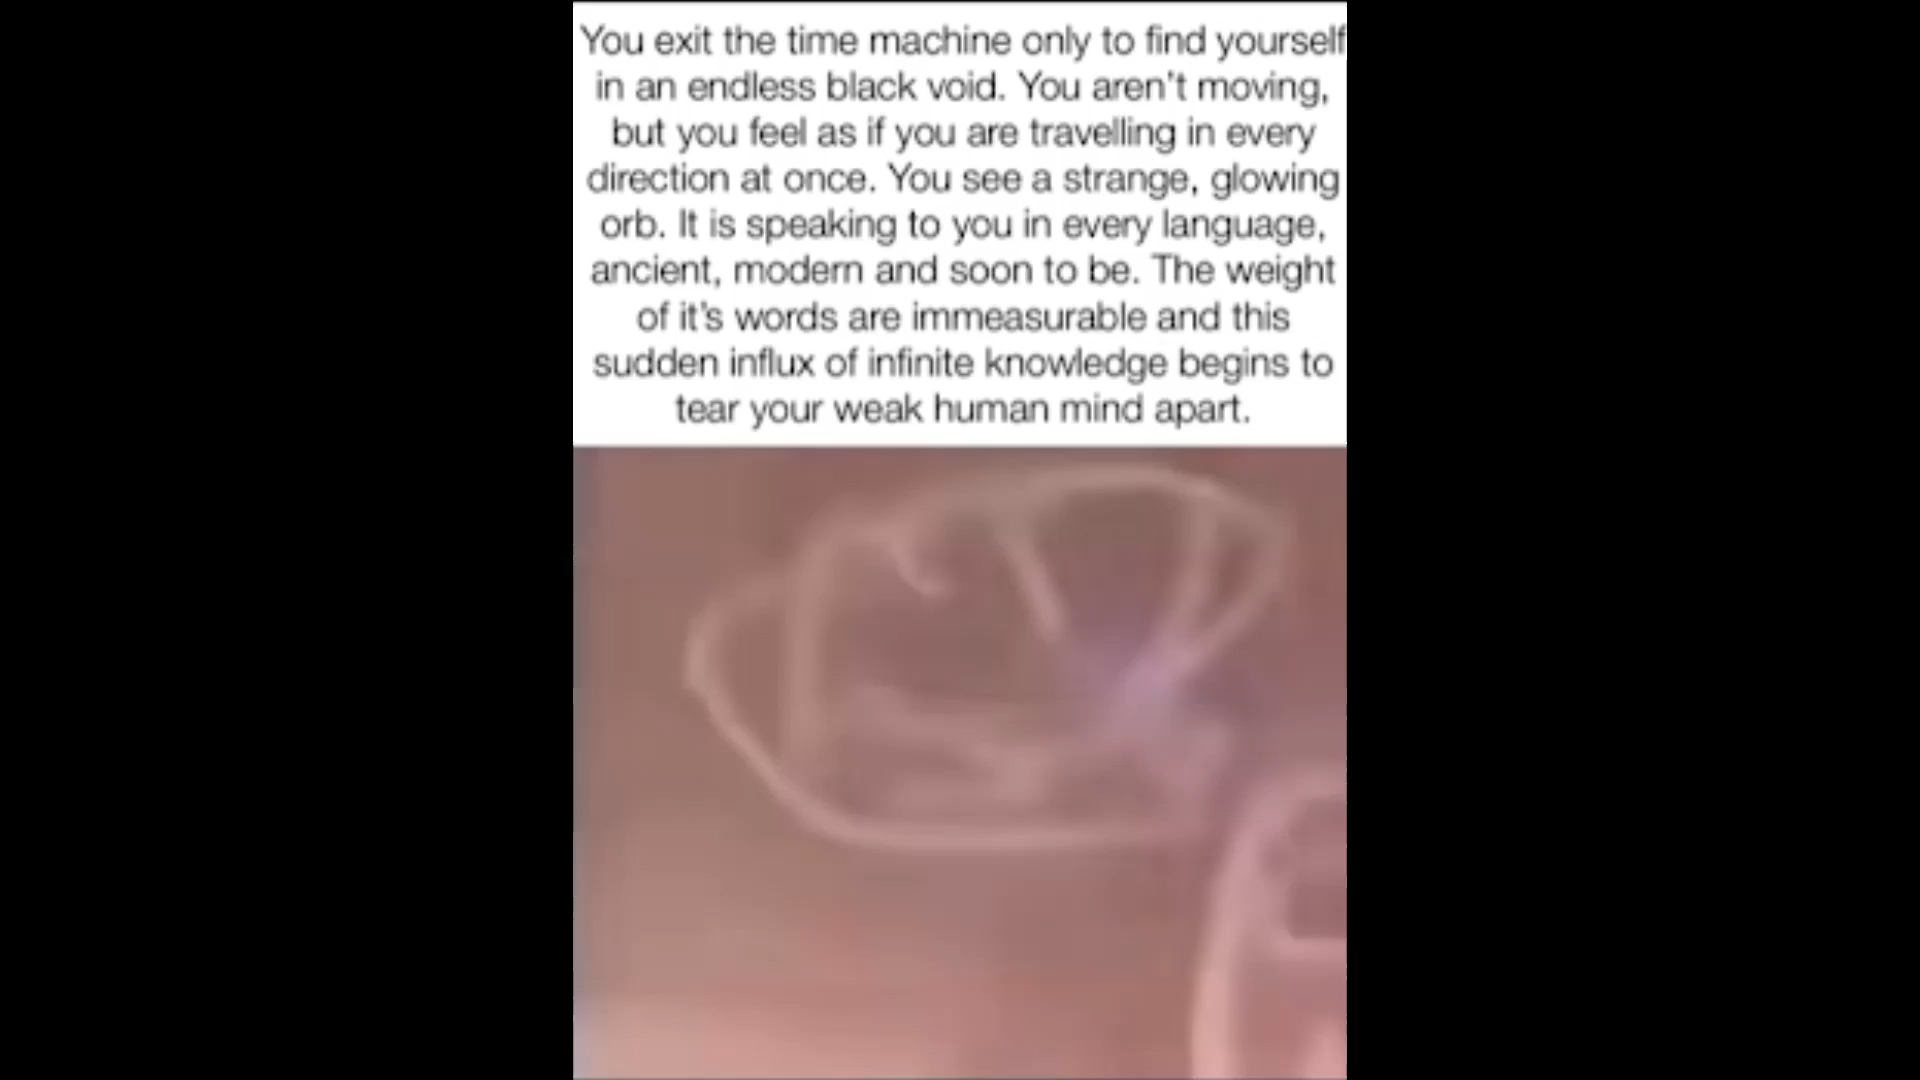 You exit the time machine only to find yourself
in an endless black void. You aren't moving,
but you feel as if you are travelling in every
direction at once. You see a strange, glowing
orb. It is speaking to you in every language,
ancient, modern and soon to be. The weight
of it’s words are immeasurable and this
sudden influx of infinite knowledge begins to
tear your weak human mind apart.